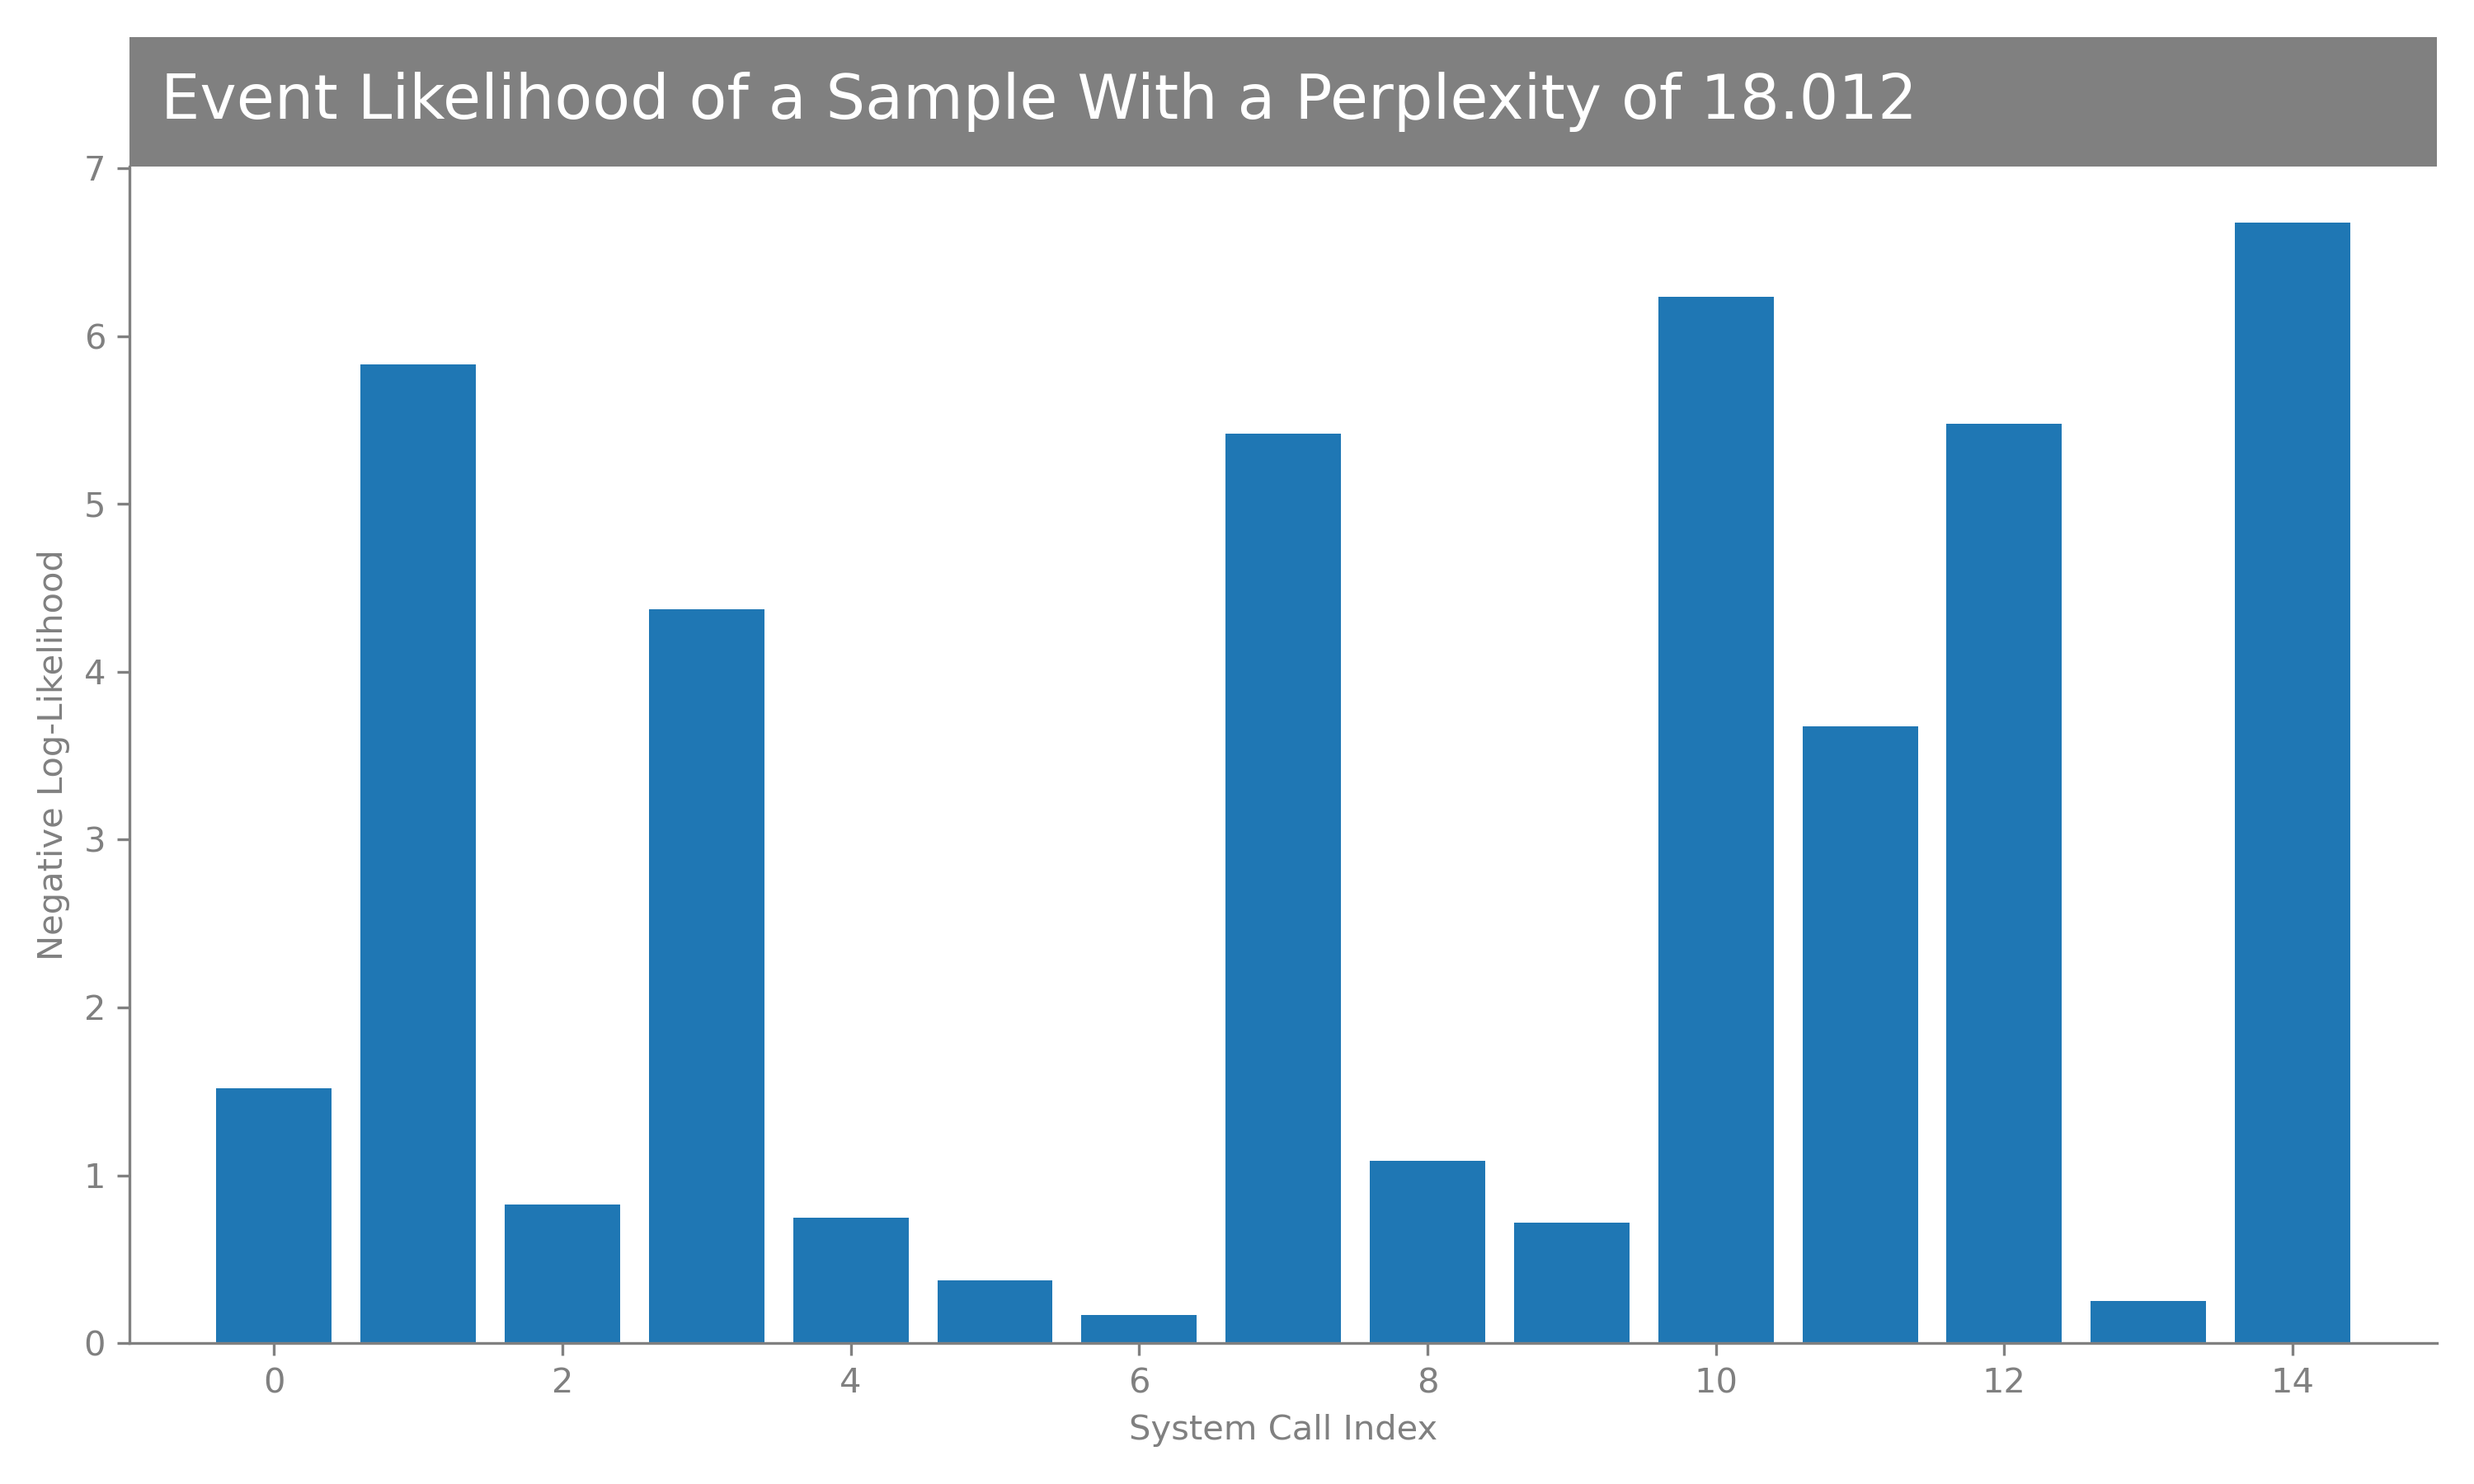 Event Likelihood of a Sample With a Perplexity of 18.012
7
6
5
4
3
2
1
0
Negative Log-Likelihood
0 2 4 6 8 10 12 14
System Call Index